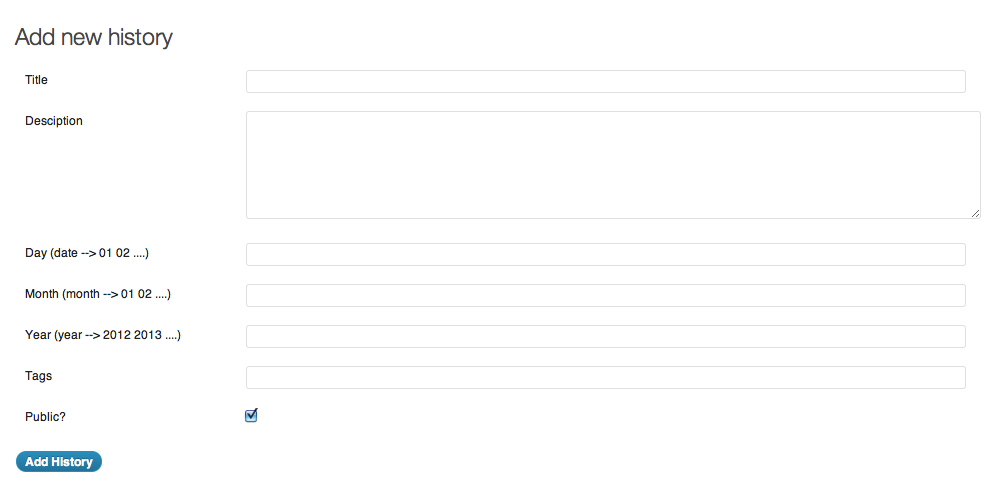 Add new history
Title
Desciption
Day (date --> 01 02 ....)
Month (month --> 01 02 ....)
Year (year --> 2012 2013 ....)
Tags
Public?
Add History